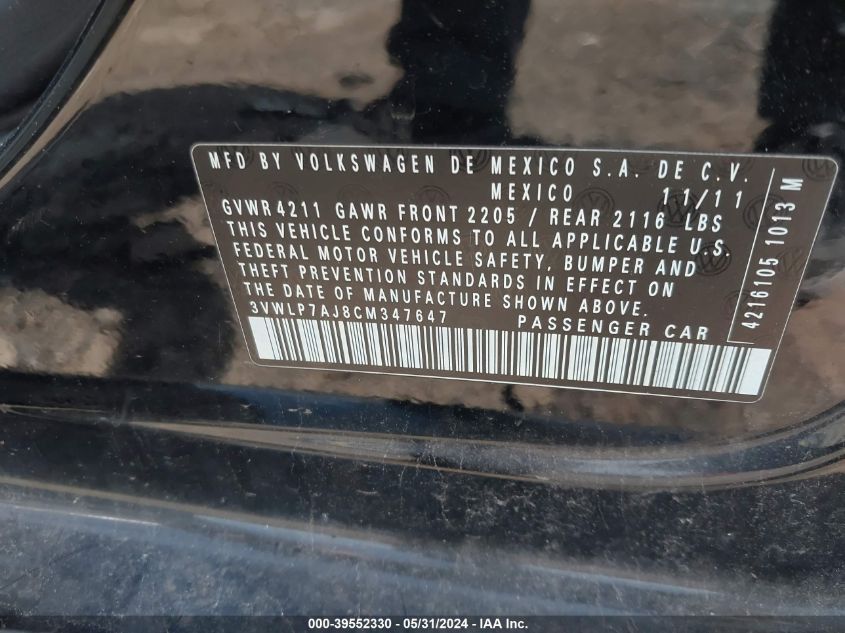 MFD BY VOLKSWAGEN DE MEXICO S.A. DE C.V.
MEXICO 11/11
GVWR 4211 GAWR FRONT 2205 / REAR 2116 LBS
THIS VEHICLE CONFORMS TO ALL APPLICABLE U.S.
FEDERAL MOTOR VEHICLE SAFETY, BUMPER AND
THEFT PREVENTION STANDARDS IN EFFECT ON
THE DATE OF MANUFACTURE SHOWN ABOVE.
3VWLP7AJ8CM347647 PASSENGER CAR
4216105 1013 M
000-39552330 - 05/31/2024 - IAA Inc.